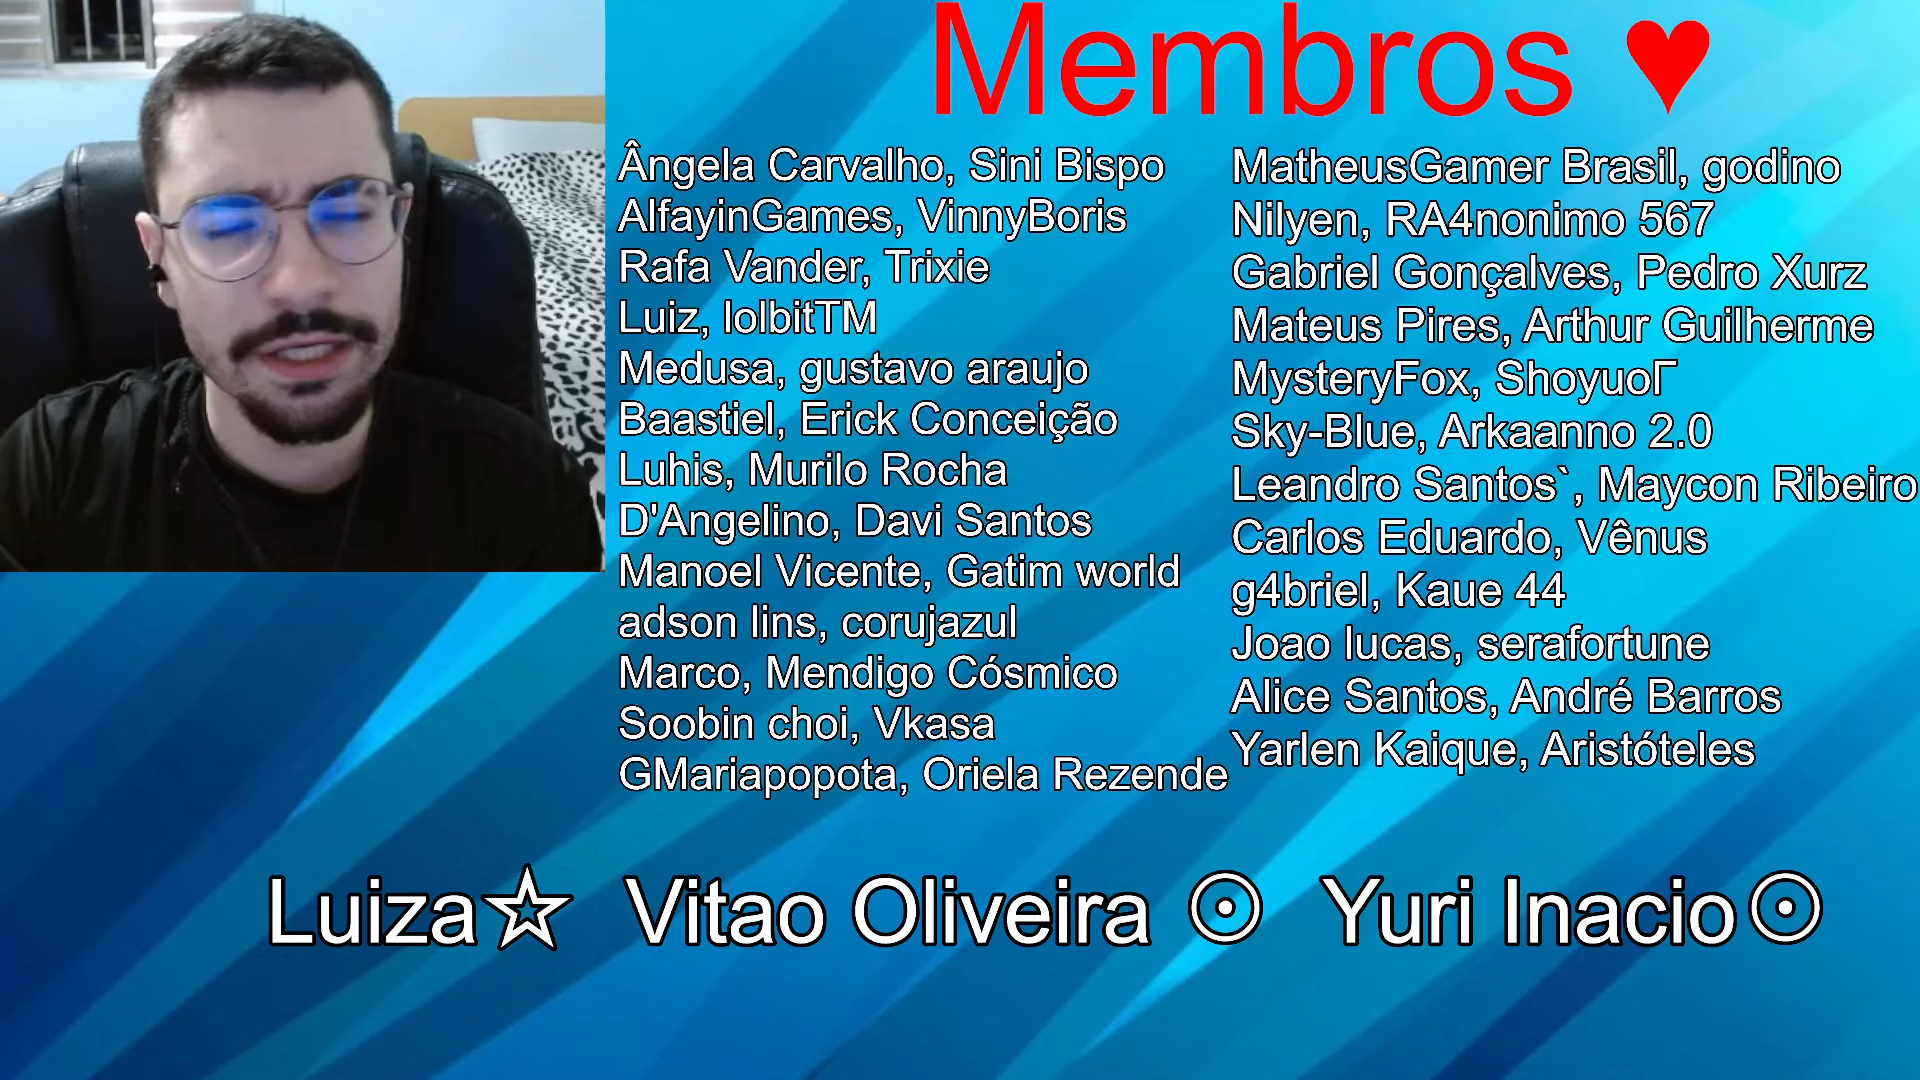 Membros ♥
Ângela Carvalho, Sini Bispo
AlfayinGames, VinnyBoris
Rafa Vander, Trixie
Luiz, lolbitTM
Medusa, gustavo araujo
Baastiel, Erick Conceição
Luhis, Murilo Rocha
D'Angelino, Davi Santos
Manoel Vicente, Gatim world
adson lins, corujazul
Marco, Mendigo Cósmico
Soobin choi, Vkasa
GMariapopota, Oriela Rezende
MatheusGamer Brasil, godino
Nilyen, RA4nonimo 567
Gabriel Gonçalves, Pedro Xurz
Mateus Pires, Arthur Guilherme
MysteryFox, ShoyuoΓ
Sky-Blue, Arkaanno 2.0
Leandro Santos`, Maycon Ribeiro
Carlos Eduardo, Vênus
g4briel, Kaue 44
Joao lucas, serafortune
Alice Santos, André Barros
Yarlen Kaique, Aristóteles
Luiza☆ Vitao Oliveira ⊙ Yuri Inacio⊙